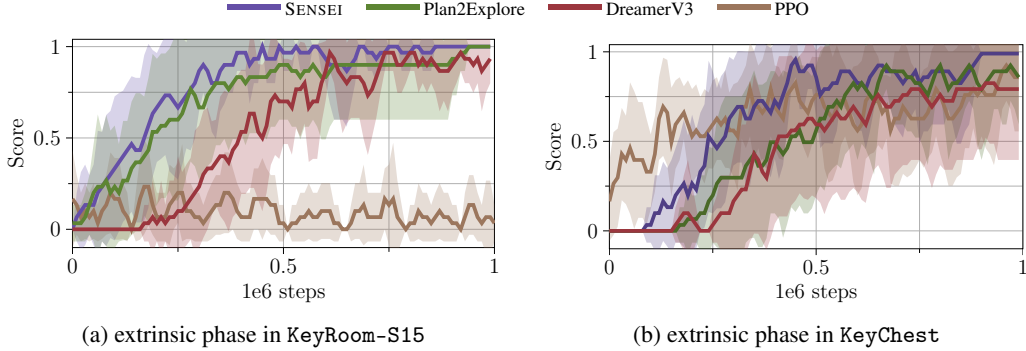 SENSEI Plan2Explore DreamerV3 PPO
1
0.5
0
Score
0 0.5 1
1e6 steps
(a) extrinsic phase in KeyRoom-S15
1
0.5
0
Score
0 0.5 1
1e6 steps
(b) extrinsic phase in KeyChest